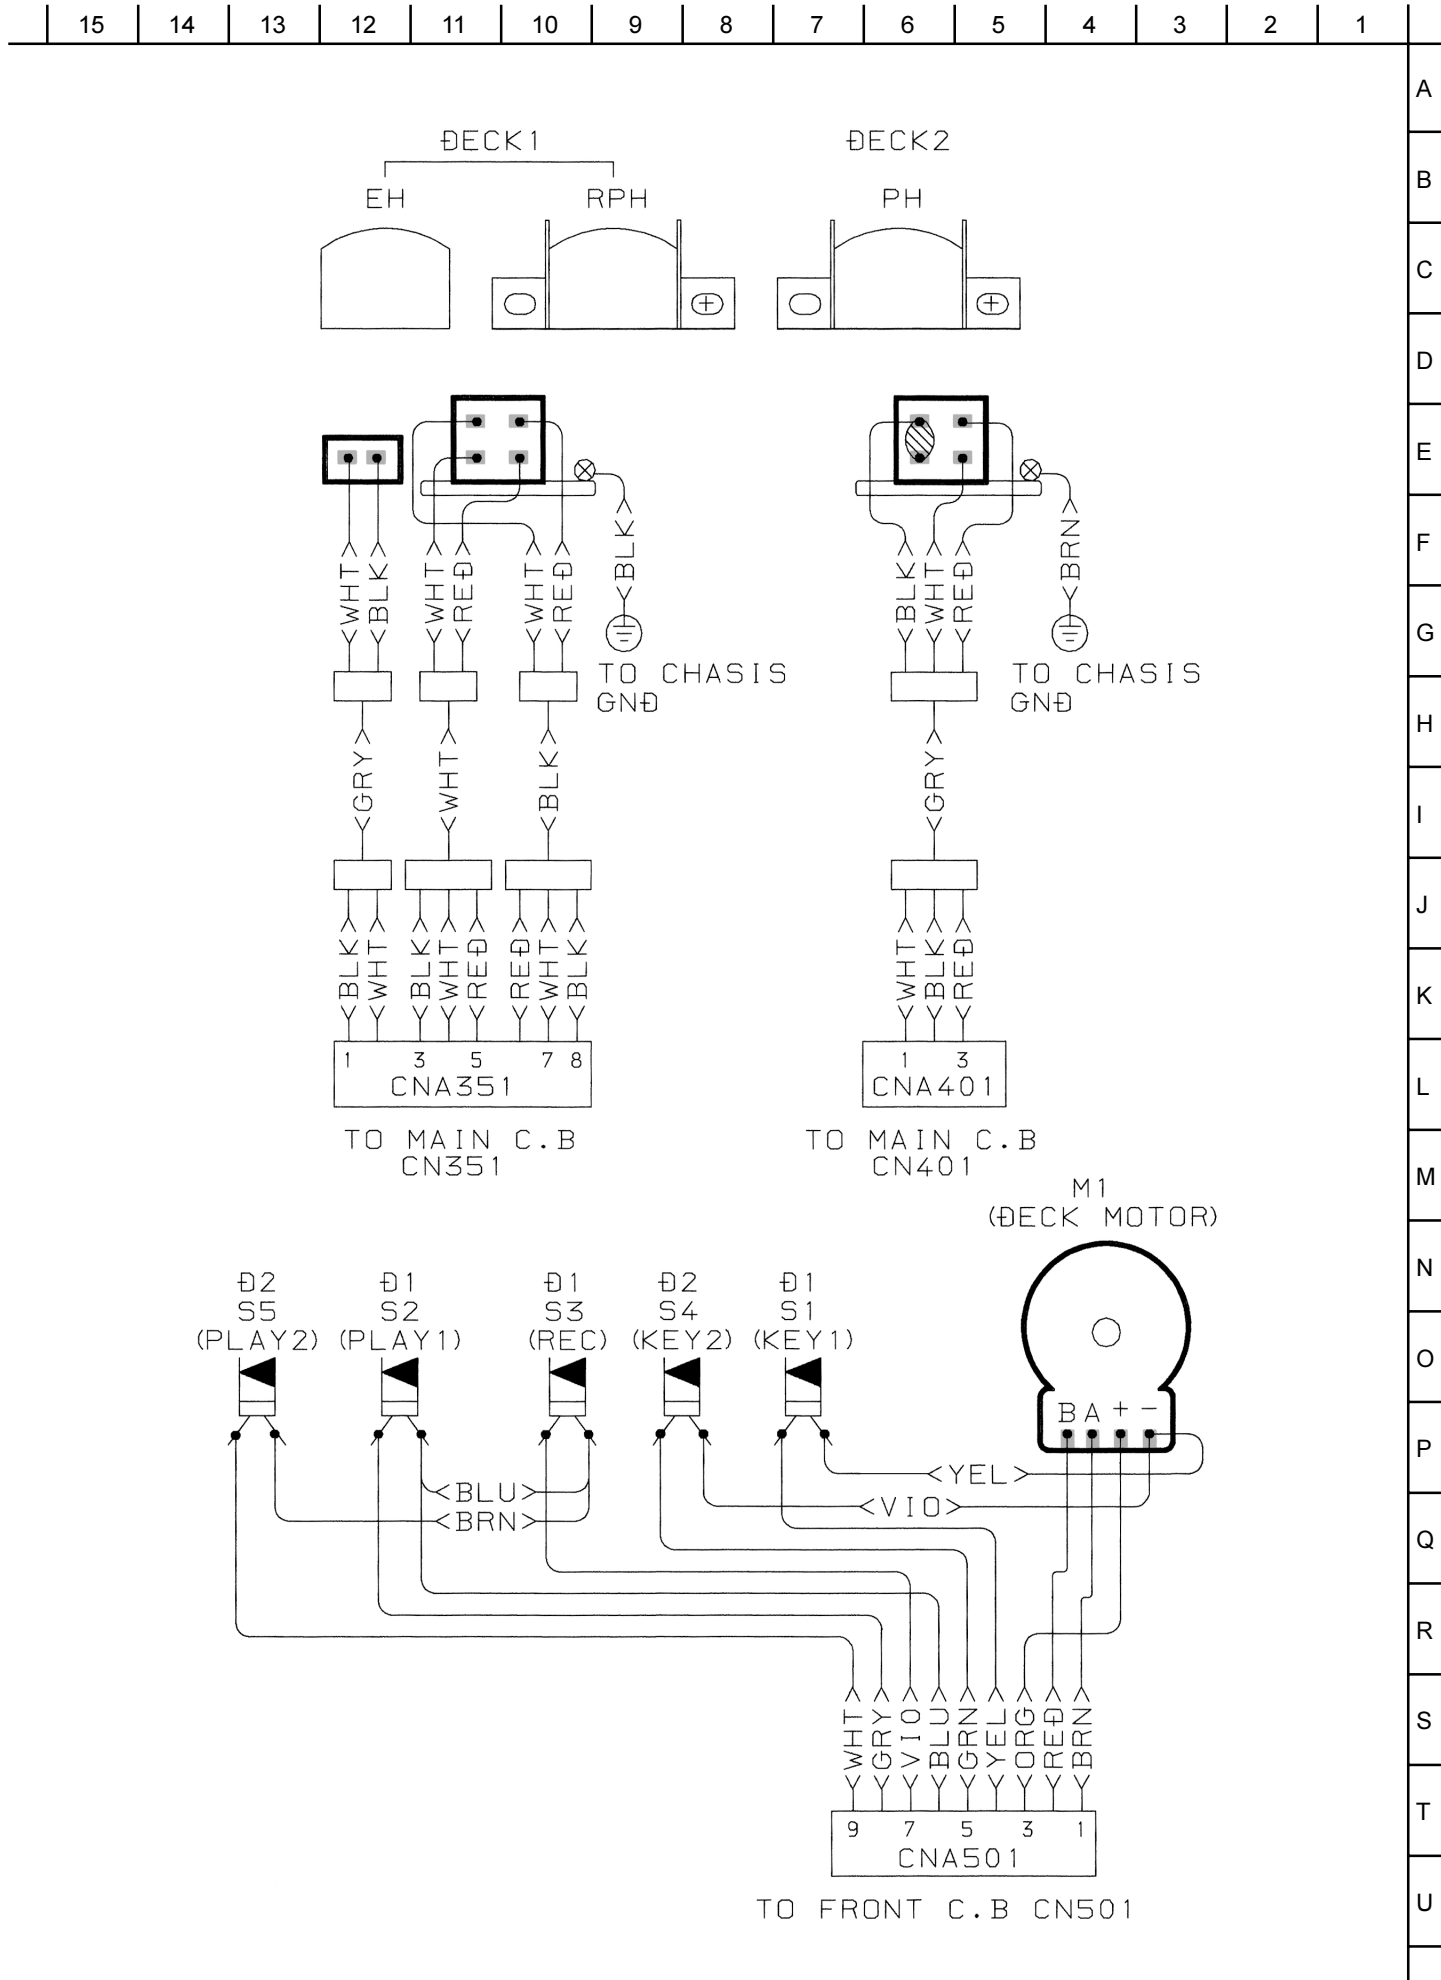 15 14 13 12 11 10 9 8 7 6 5 4 3 2 1
A
B
C
D
E
F
G
H
I
J
K
L
M
N
O
P
Q
R
S
T
U
DECK1 DECK2
EH RPH PH
WHT BLK WHT RED WHT RED BLK BLK WHT RED BRN
TO CHASIS
GND
TO CHASIS
GND
GRY WHT BLK GRY
BLK WHT BLK WHT RED RED WHT BLK WHT BLK RED
1 3 5 7 8
CNA351
1 3
CNA401
TO MAIN C.B
CN351
TO MAIN C.B
CN401
M1
(DECK MOTOR)
D2
S5
(PLAY2)
D1
S2
(PLAY1)
D1
S3
(REC)
D2
S4
(KEY2)
D1
S1
(KEY1)
B A + -
YEL
BLU
VIO
BRN
WHT GRY VIO BLU GRN YEL ORG RED BRN
9 7 5 3 1
CNA501
TO FRONT C.B CN501